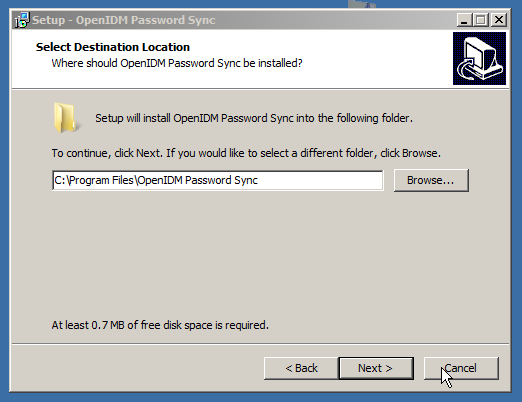 Setup - OpenIDM Password Sync
Select Destination Location
Where should OpenIDM Password Sync be installed?
Setup will install OpenIDM Password Sync into the following folder.
To continue, click Next. If you would like to select a different folder, click Browse.
C:\Program Files\OpenIDM Password Sync
Browse...
At least 0.7 MB of free disk space is required.
< Back
Next >
Cancel